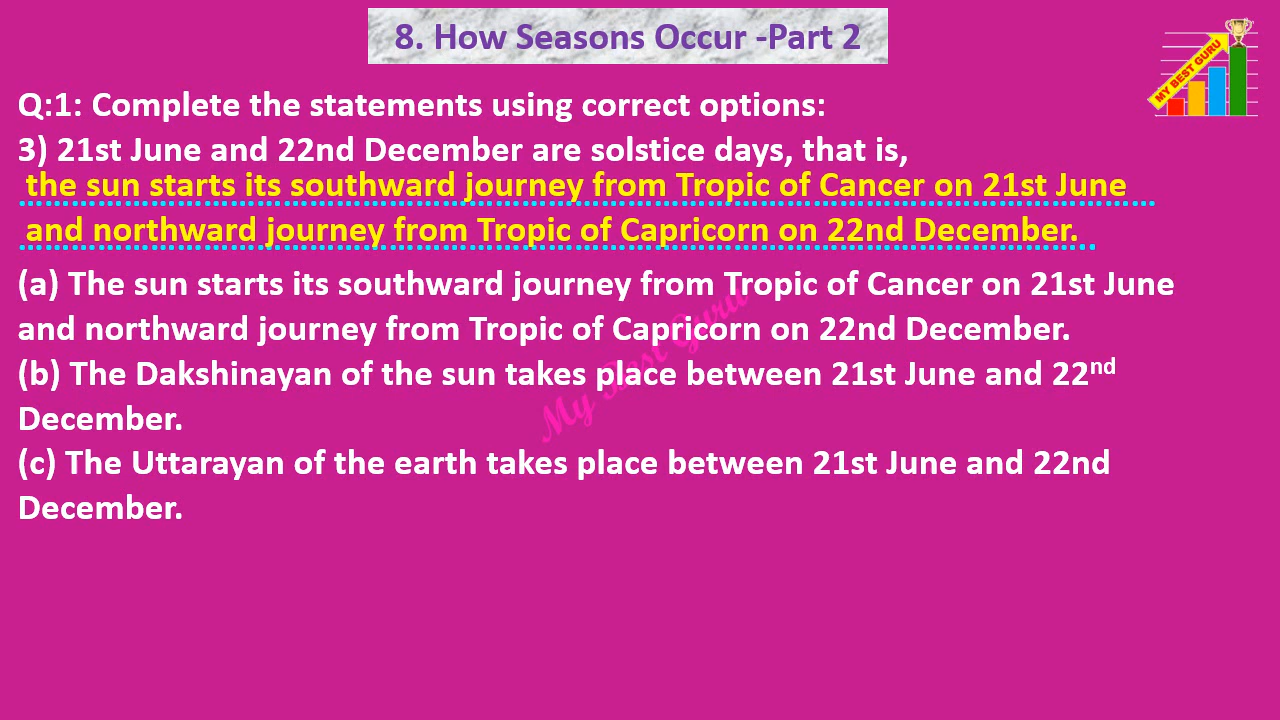 8. How Seasons Occur -Part 2
MY BEST GURU
Q:1: Complete the statements using correct options:
3) 21st June and 22nd December are solstice days, that is,
the sun starts its southward journey from Tropic of Cancer on 21st June
and northward journey from Tropic of Capricorn on 22nd December.
(a) The sun starts its southward journey from Tropic of Cancer on 21st June
and northward journey from Tropic of Capricorn on 22nd December.
(b) The Dakshinayan of the sun takes place between 21st June and 22nd
December.
(c) The Uttarayan of the earth takes place between 21st June and 22nd
December.
My Best Guru